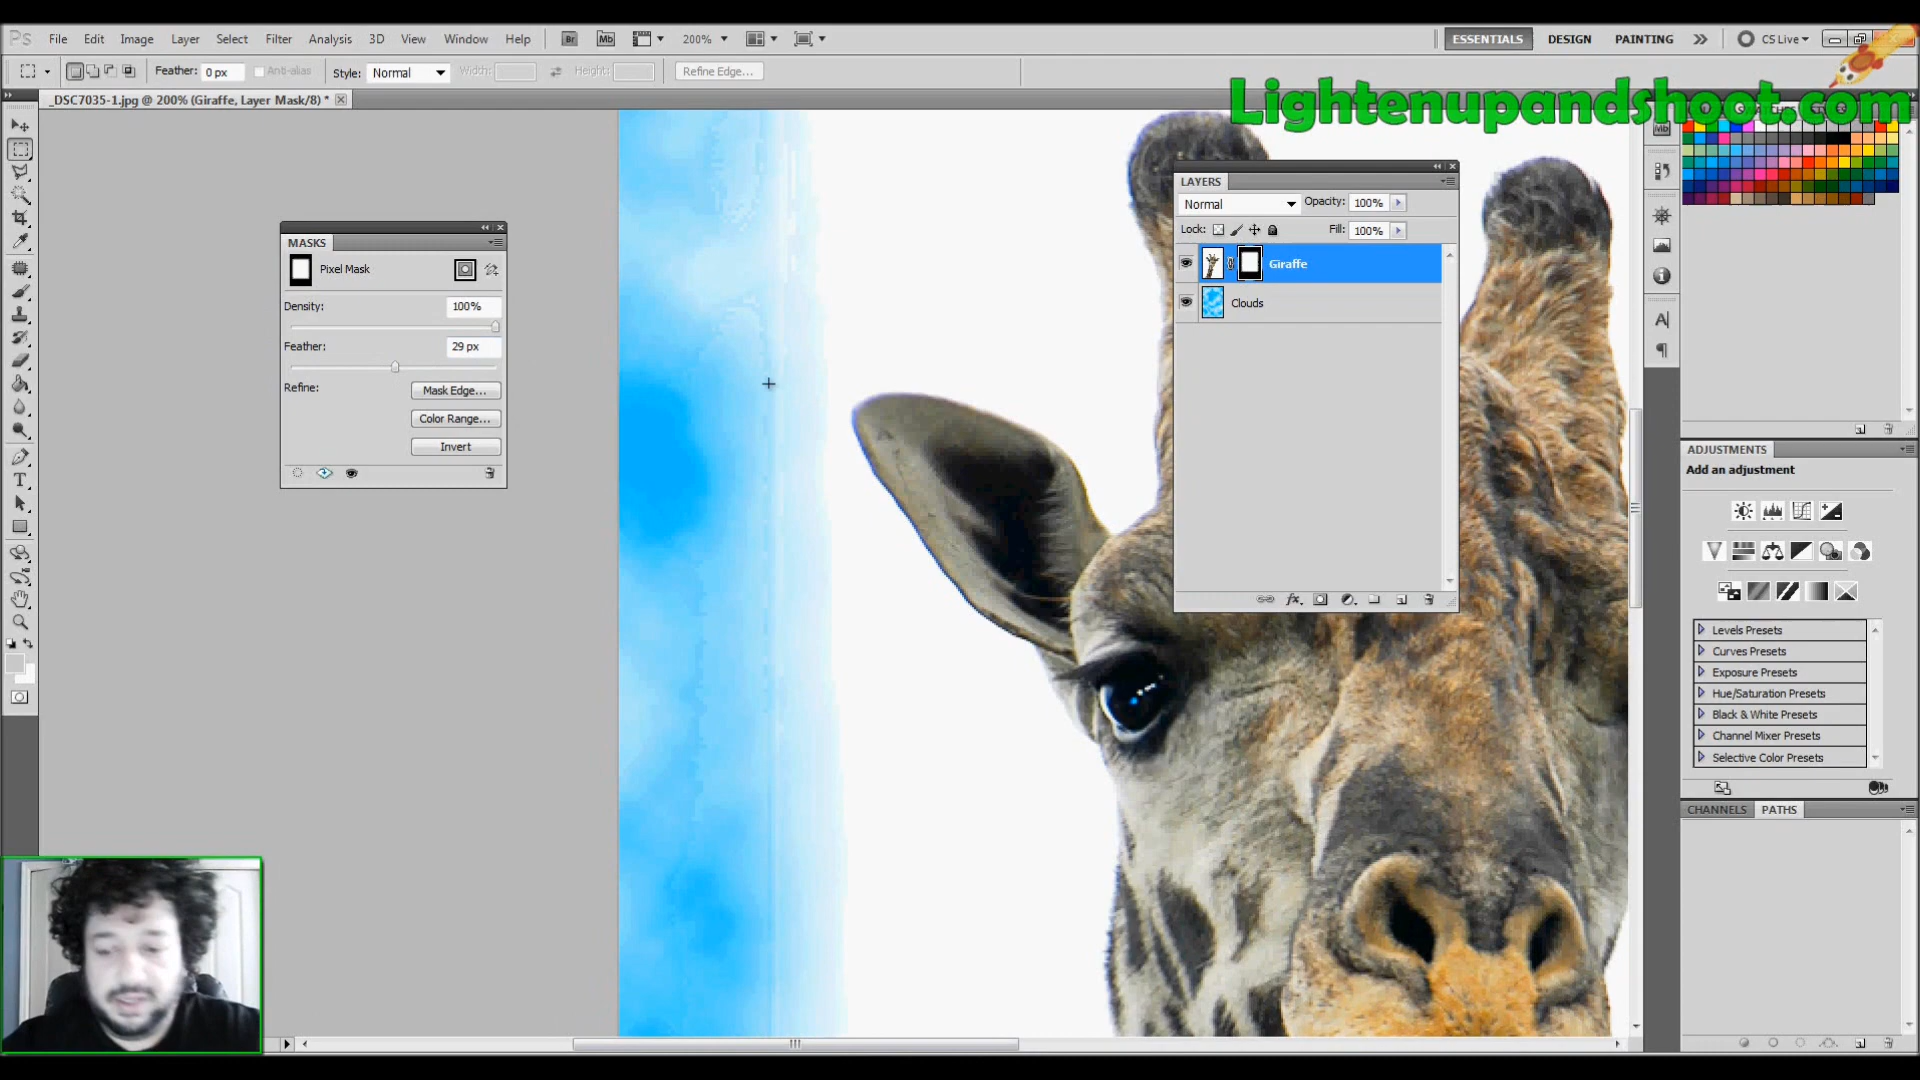 Ps File Edit Image Layer Select Filter Analysis 3D View Window Help Br Mb 200% ESSENTIALS DESIGN PAINTING CS Live
Feather: 0 px Anti-alias Style: Normal Width: Height: Refine Edge...
Lightenupandshoot.com
_DSC7035-1.jpg @ 200% (Giraffe, Layer Mask/8) *
MASKS
Pixel Mask
Density: 100%
Feather: 29 px
Refine: Mask Edge...
Color Range...
Invert
LAYERS
Normal Opacity: 100%
Lock: Fill: 100%
Giraffe
Clouds
Mb
ADJUSTMENTS
Add an adjustment
Levels Presets
Curves Presets
Exposure Presets
Hue/Saturation Presets
Black & White Presets
Channel Mixer Presets
Selective Color Presets
CHANNELS PATHS